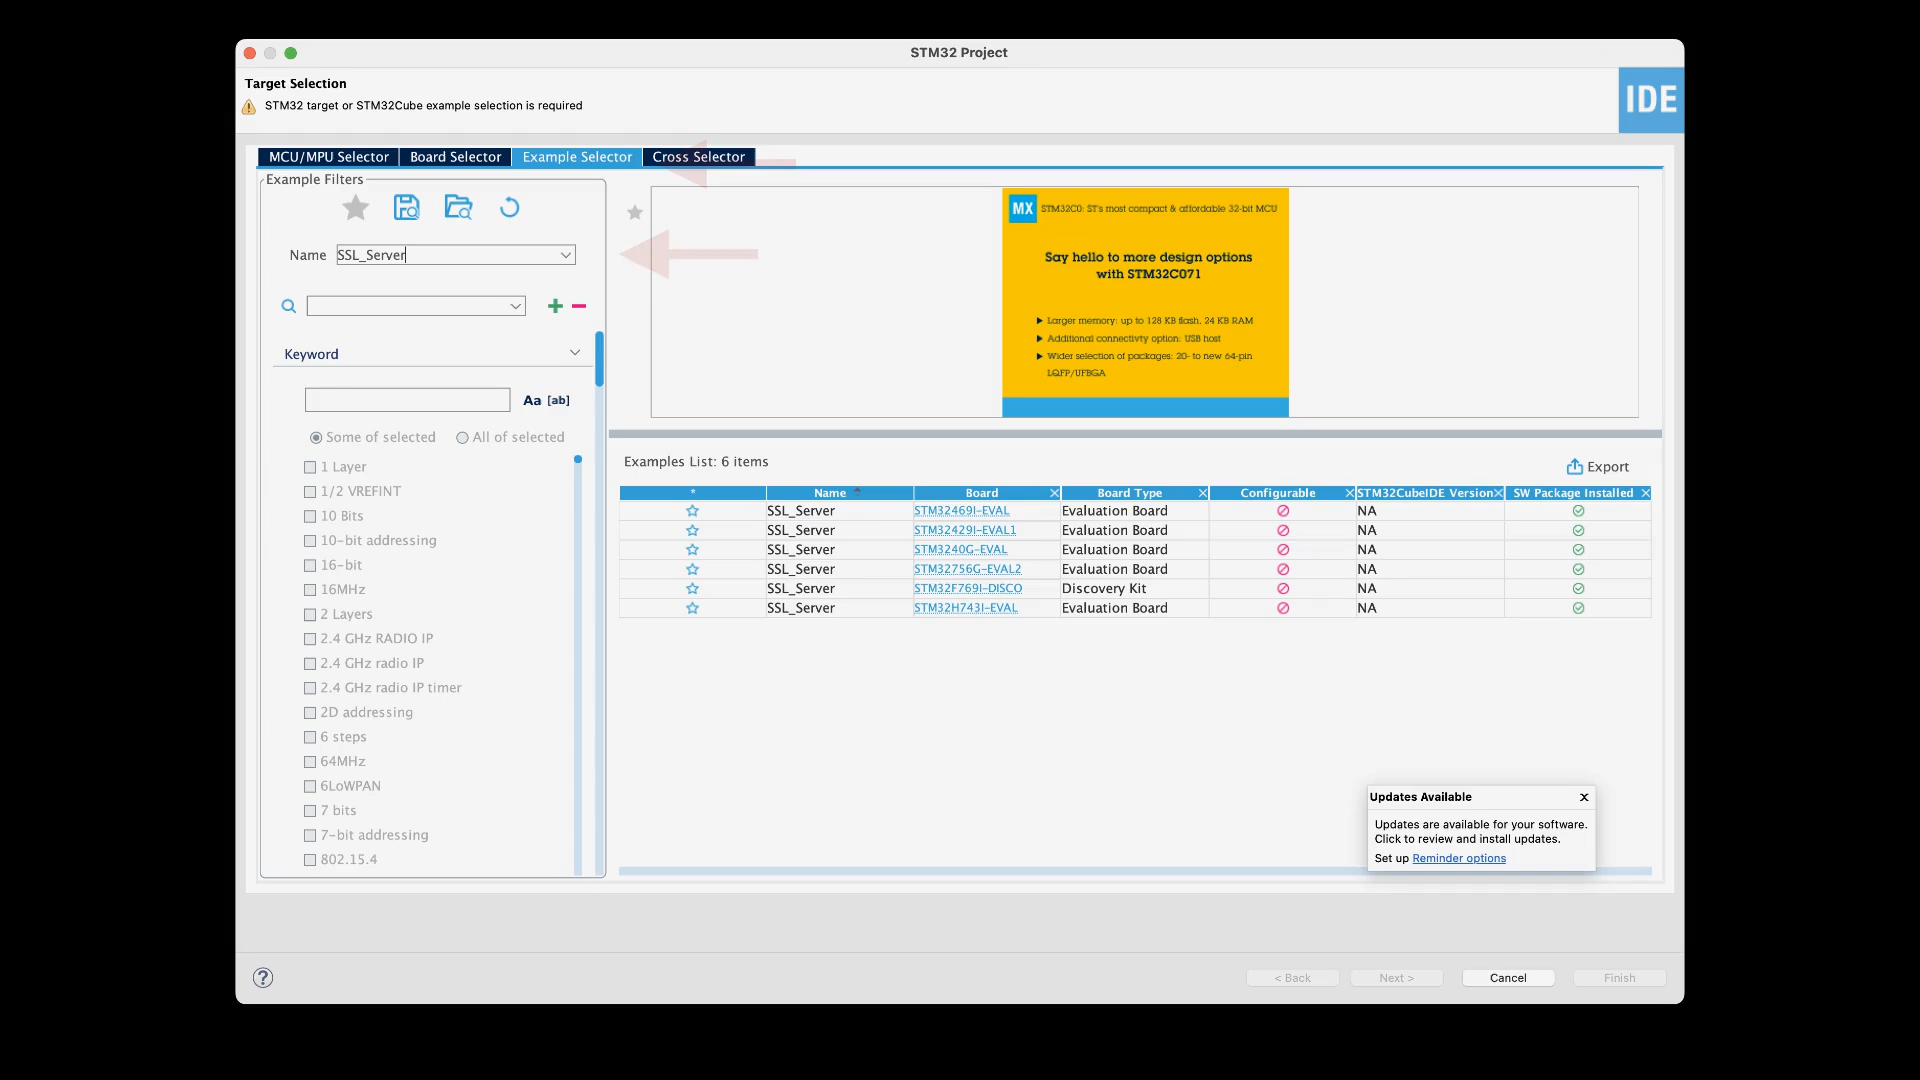 STM32 Project
Target Selection
STM32 target or STM32Cube example selection is required
IDE
MCU/MPU Selector Board Selector Example Selector Cross Selector
Example Filters
Name SSL_Server
Keyword
Aa [ab]
Some of selected All of selected
1 Layer
1/2 VREFINT
10 Bits
10-bit addressing
16-bit
16MHz
2 Layers
2.4 GHz RADIO IP
2.4 GHz radio IP
2.4 GHz radio IP timer
2D addressing
6 steps
64MHz
6LoWPAN
7 bits
7-bit addressing
802.15.4
MX STM32C0: ST's most compact & affordable 32-bit MCU
Say hello to more design options
with STM32C071
Larger memory: up to 128 KB flash, 24 KB RAM
Additional connectivty option: USB host
Wider selection of packages: 20- to new 64-pin
LQFP/UFBGA
Examples List: 6 items
Export
* Name Board Board Type Configurable STM32CubeIDE Version SW Package Installed
SSL_Server STM32469I-EVAL Evaluation Board NA
SSL_Server STM32429I-EVAL1 Evaluation Board NA
SSL_Server STM3240G-EVAL Evaluation Board NA
SSL_Server STM32756G-EVAL2 Evaluation Board NA
SSL_Server STM32F769I-DISCO Discovery Kit NA
SSL_Server STM32H743I-EVAL Evaluation Board NA
Updates Available
Updates are available for your software.
Click to review and install updates.
Set up Reminder options
? < Back Next > Cancel Finish